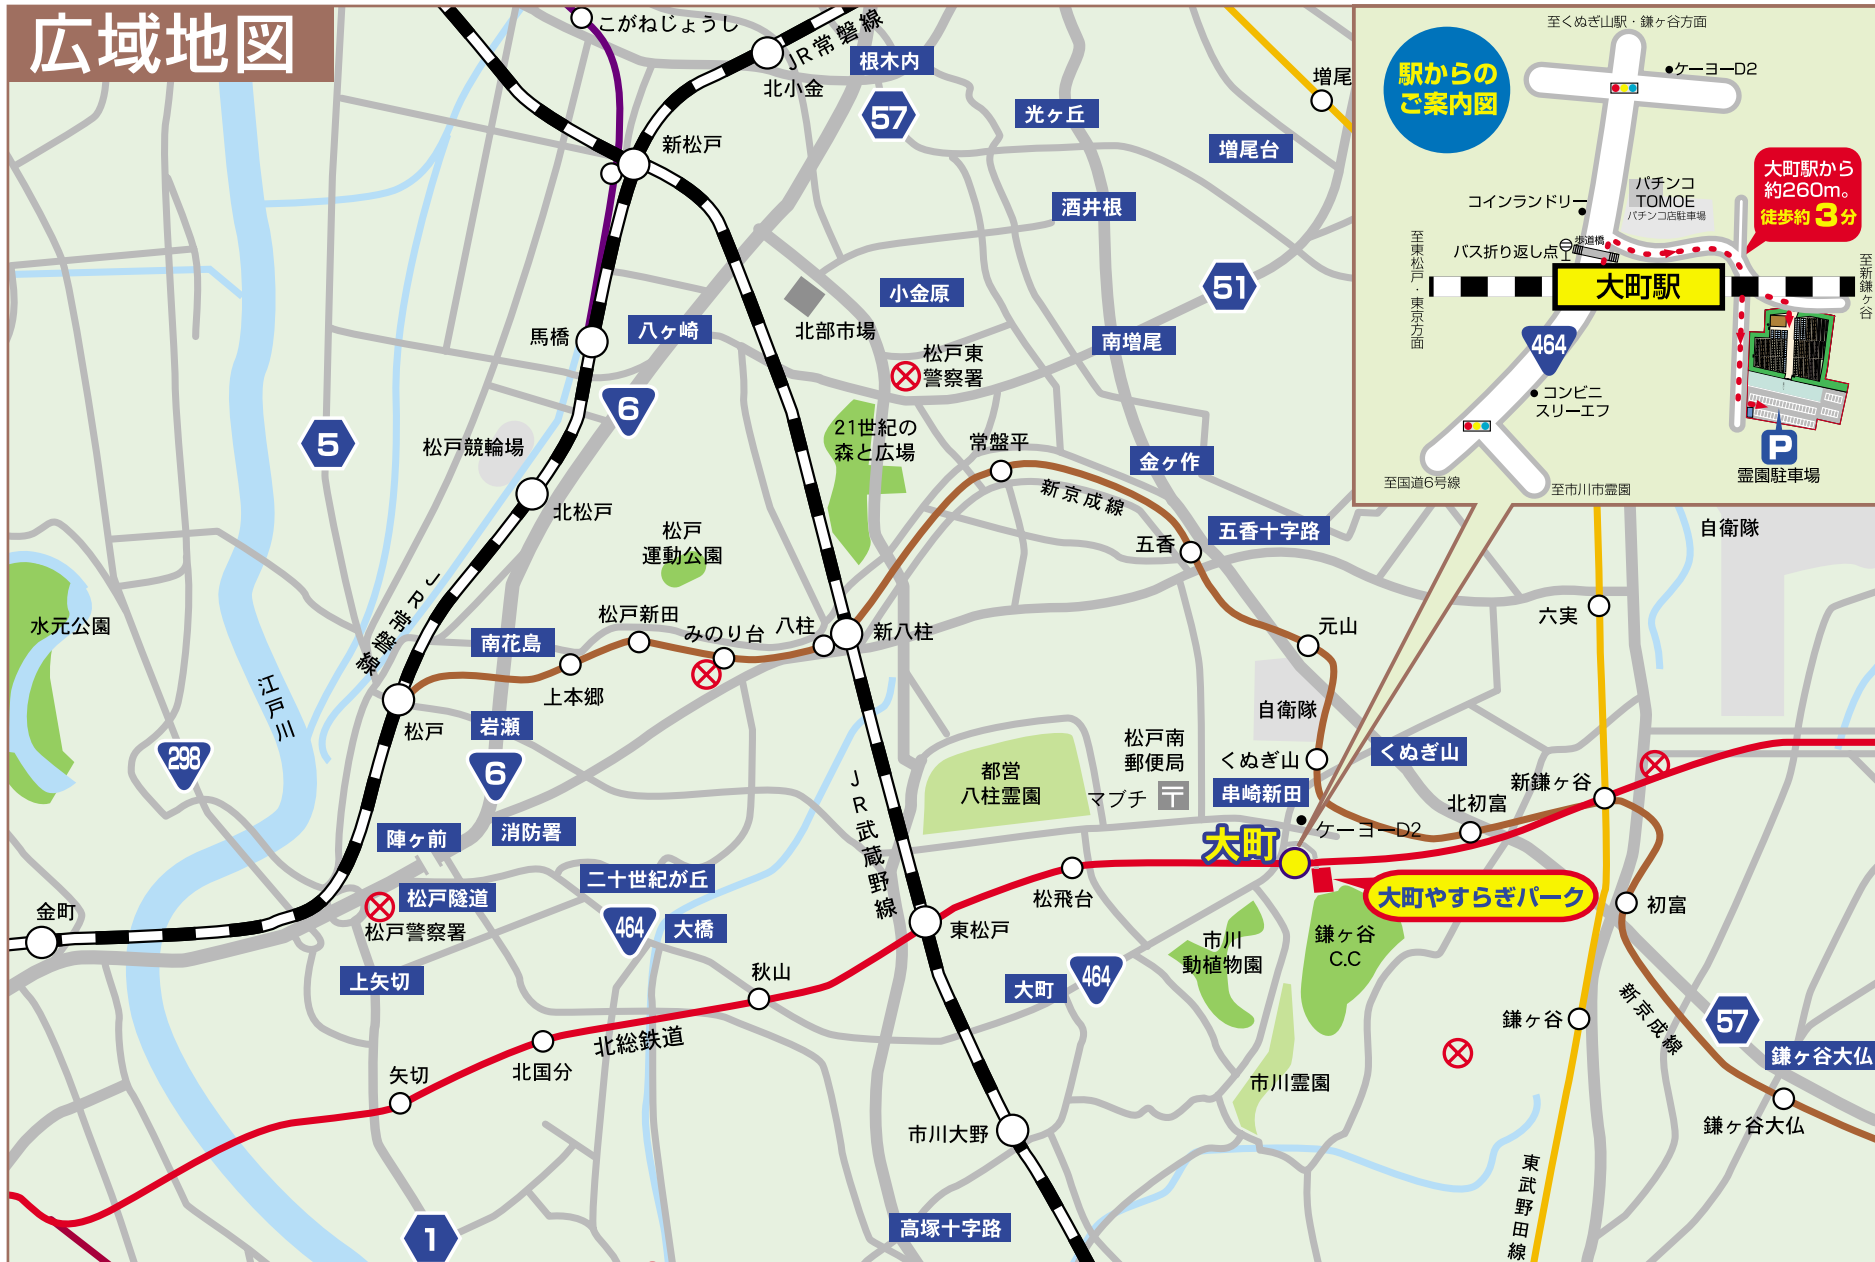 広域地図
こがねじょうし
JR常磐線
北小金
根木内
57
新松戸
光ヶ丘
増尾
増尾台
酒井根
51
小金原
北部市場
馬橋
八ヶ崎
松戸東
警察署
南増尾
6
5
松戸競輪場
21世紀の
森と広場
常盤平
金ヶ作
新京成線
北松戸
五香
五香十字路
松戸
運動公園
自衛隊
水元公園
JR常磐線
松戸新田
みのり台
八柱
新八柱
南花島
上本郷
元山
六実
江戸川
松戸
岩瀬
自衛隊
298
6
JR武蔵野線
都営
八柱霊園
松戸南
郵便局
マブチ
くぬぎ山
くぬぎ山
串崎新田
新鎌ヶ谷
北初富
ケーヨーD2
陣ヶ前
消防署
大町
二十世紀が丘
松戸隧道
松戸警察署
金町
464
大橋
松飛台
大町やすらぎパーク
初富
東松戸
市川
動植物園
鎌ヶ谷
C.C
上矢切
秋山
大町
464
鎌ヶ谷
新京成線
57
北総鉄道
北国分
矢切
鎌ヶ谷大仏
市川霊園
鎌ヶ谷大仏
市川大野
東武野田線
高塚十字路
1
駅からの
ご案内図
至くぬぎ山駅・鎌ヶ谷方面
ケーヨーD2
大町駅から
約260m。
徒歩約3分
パチンコ
TOMOE
パチンコ店駐車場
コインランドリー
歩道橋
バス折り返し点
至東松戸・東京方面
大町駅
至新鎌ヶ谷
464
コンビニ
スリーエフ
P
霊園駐車場
至国道6号線
至市川市霊園